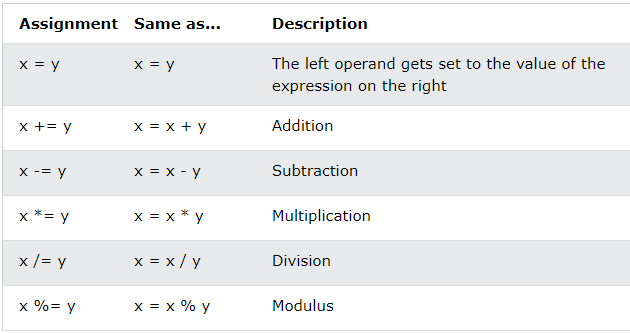 Assignment Same as... Description
x = y x = y The left operand gets set to the value of the
expression on the right
x += y x = x + y Addition
x -= y x = x - y Subtraction
x *= y x = x * y Multiplication
x /= y x = x / y Division
x %= y x = x % y Modulus